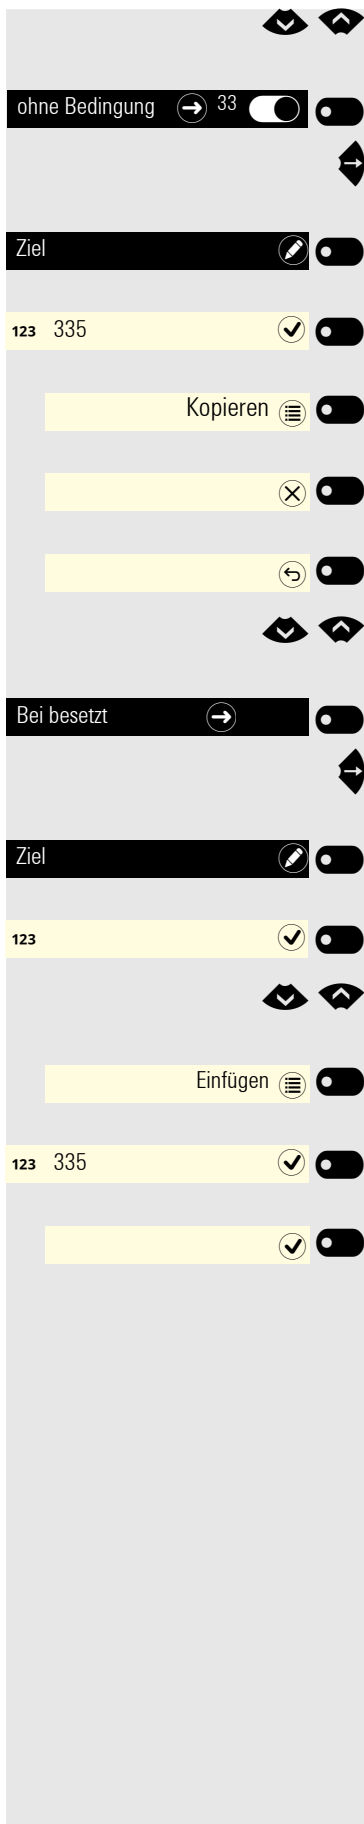 ohne Bedingung 33
Ziel
123 335
Kopieren
Bei besetzt
Ziel
123
Einfügen
123 335